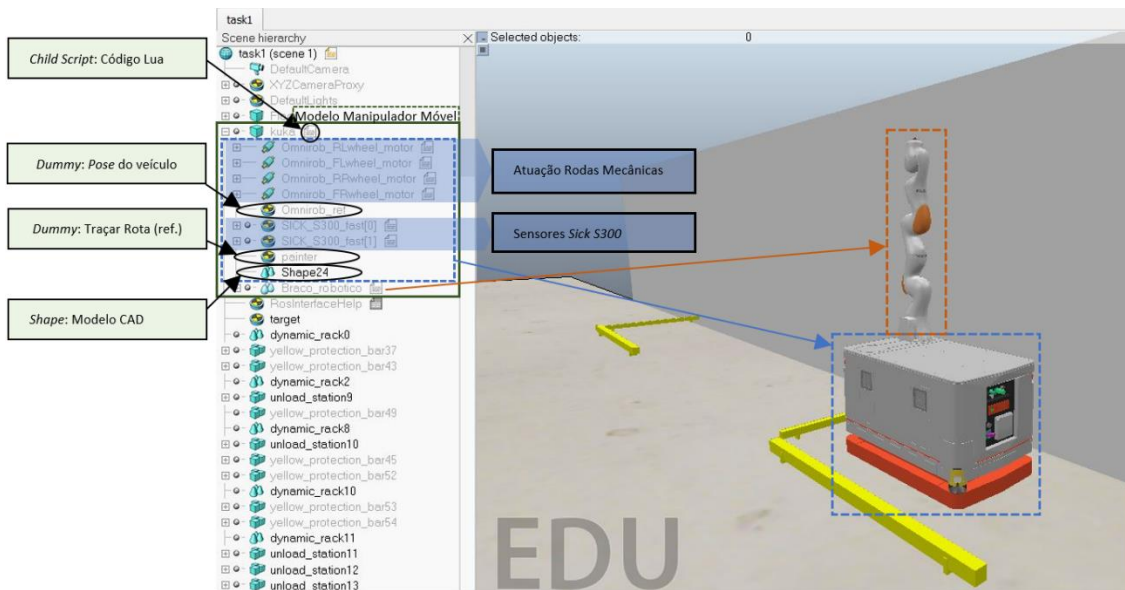 task1
Scene hierarchy
Selected objects:
0
task1 (scene 1)
DefaultCamera
XYZCameraProxy
DefaultLights
Modelo Manipulador Móvel
kuka
Omnirob_RLwheel_motor
Omnirob_FLwheel_motor
Omnirob_RRwheel_motor
Omnirob_FRwheel_motor
Omnirob_ref
SICK_S300_fast[0]
SICK_S300_fast[1]
painter
Shape24
Braco_robotico
RosInterfaceHelp
target
dynamic_rack0
yellow_protection_bar37
yellow_protection_bar43
dynamic_rack2
unload_station9
yellow_protection_bar49
dynamic_rack8
unload_station10
yellow_protection_bar45
yellow_protection_bar52
dynamic_rack10
yellow_protection_bar53
yellow_protection_bar54
dynamic_rack11
unload_station11
unload_station12
unload_station13
Child Script: Código Lua
Dummy: Pose do veículo
Dummy: Traçar Rota (ref.)
Shape: Modelo CAD
Atuação Rodas Mecânicas
Sensores Sick S300
EDU